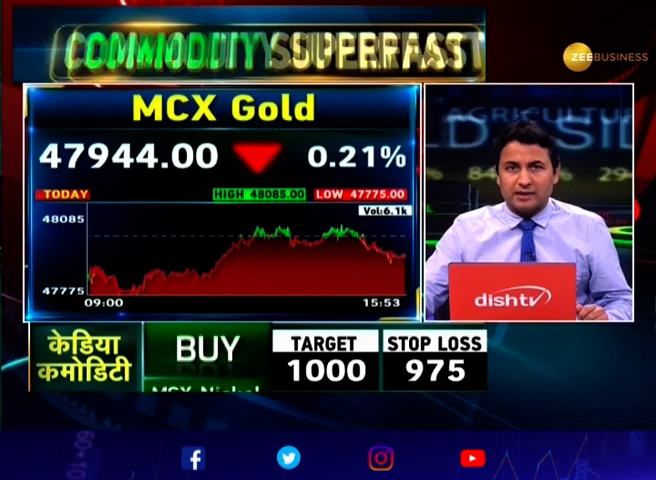 COMMODITY SUPERFAST
ZEE BUSINESS
MCX Gold
47944.00 0.21%
TODAY HIGH 48085.00 LOW 47775.00
Vol:6.1k
48085
47775
09:00 15:53
AGRICULTU
%
dishtv
केडिया
कमोडिटी
BUY
TARGET
1000
STOP LOSS
975